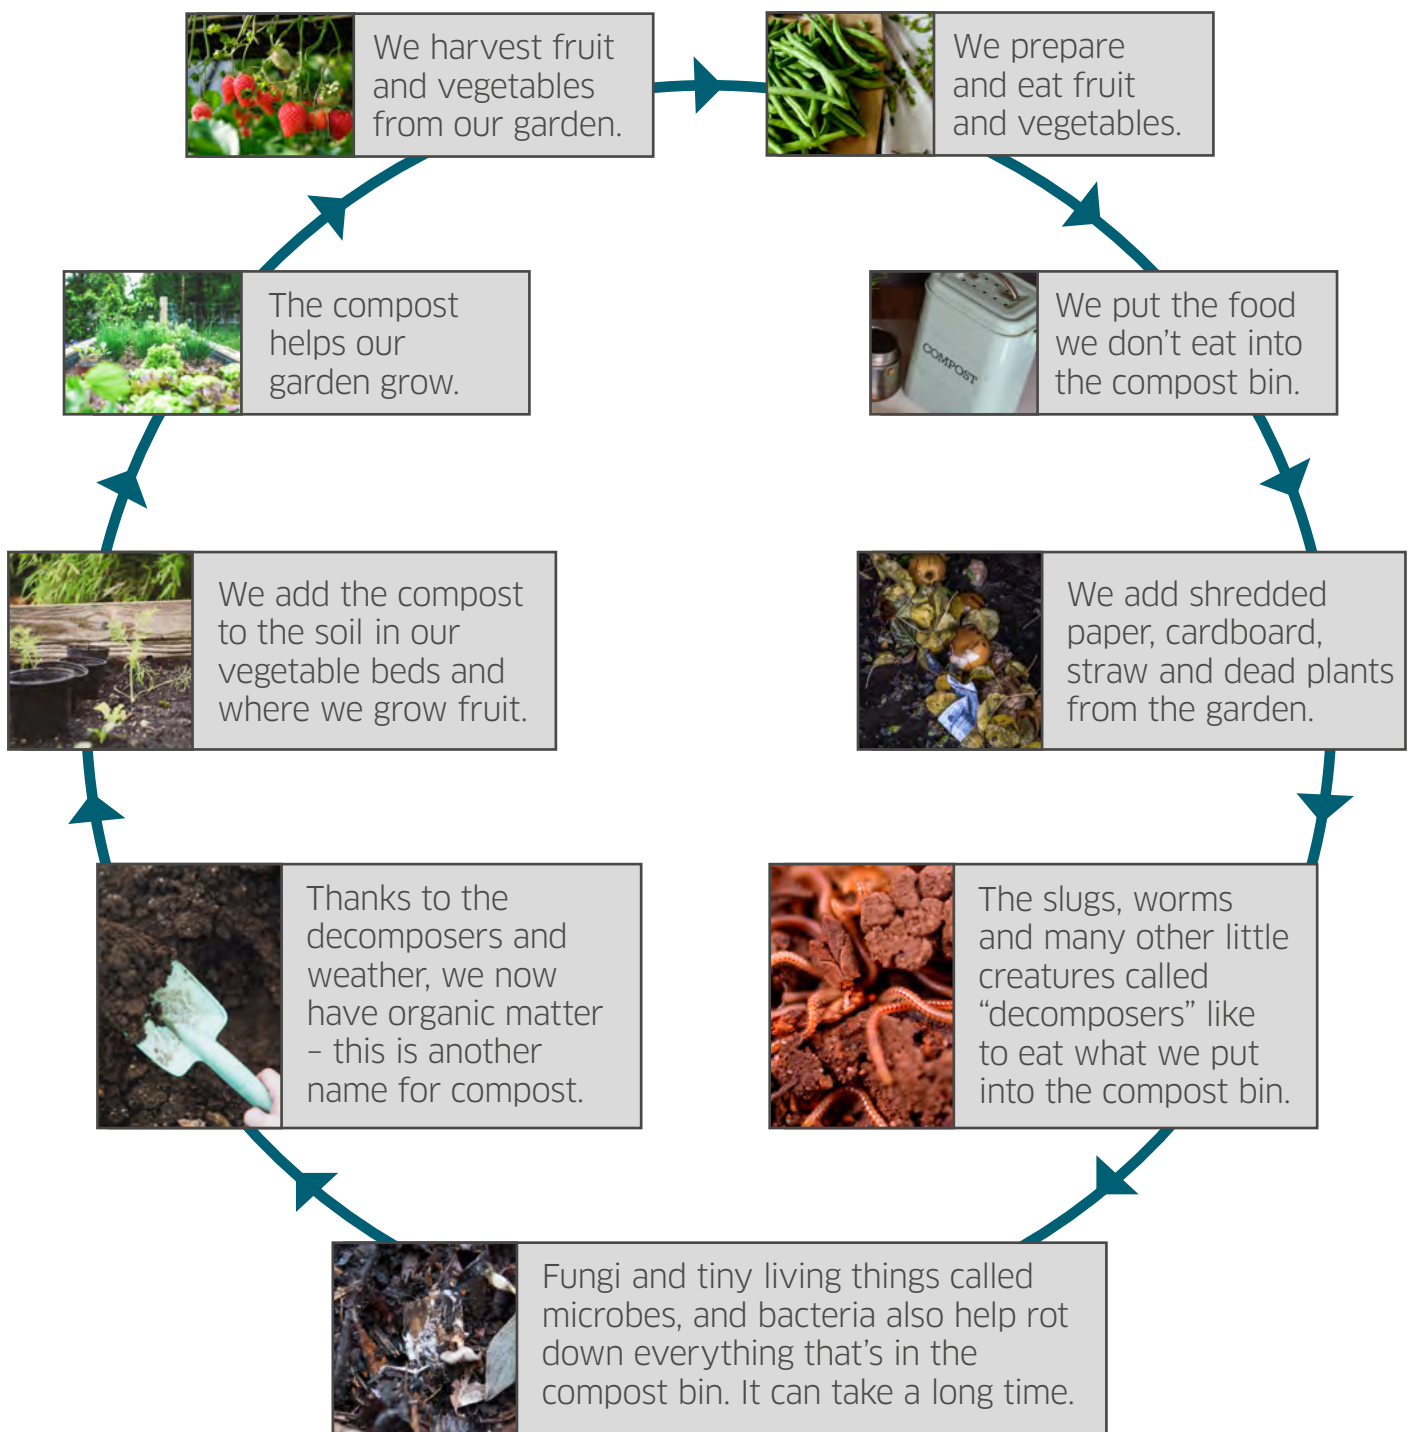 We harvest fruit
and vegetables
from our garden.
We prepare
and eat fruit
and vegetables.
We put the food
we don't eat into
the compost bin.
COMPOST
We add shredded
paper, cardboard,
straw and dead plants
from the garden.
The slugs, worms
and many other little
creatures called
“decomposers” like
to eat what we put
into the compost bin.
Fungi and tiny living things called
microbes, and bacteria also help rot
down everything that's in the
compost bin. It can take a long time.
Thanks to the
decomposers and
weather, we now
have organic matter
– this is another
name for compost.
We add the compost
to the soil in our
vegetable beds and
where we grow fruit.
The compost
helps our
garden grow.